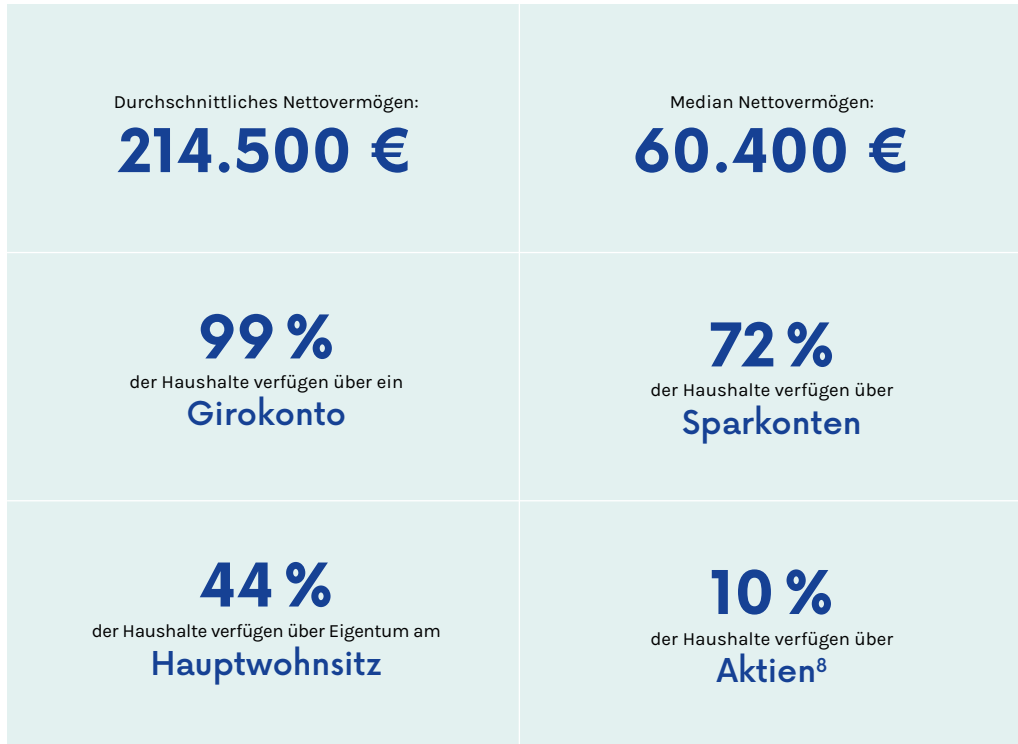 Durchschnittliches Nettovermögen:
214.500 €
Median Nettovermögen:
60.400 €
99 %
der Haushalte verfügen über ein
Girokonto
72 %
der Haushalte verfügen über
Sparkonten
44 %
der Haushalte verfügen über Eigentum am
Hauptwohnsitz
10 %
der Haushalte verfügen über
Aktien⁸